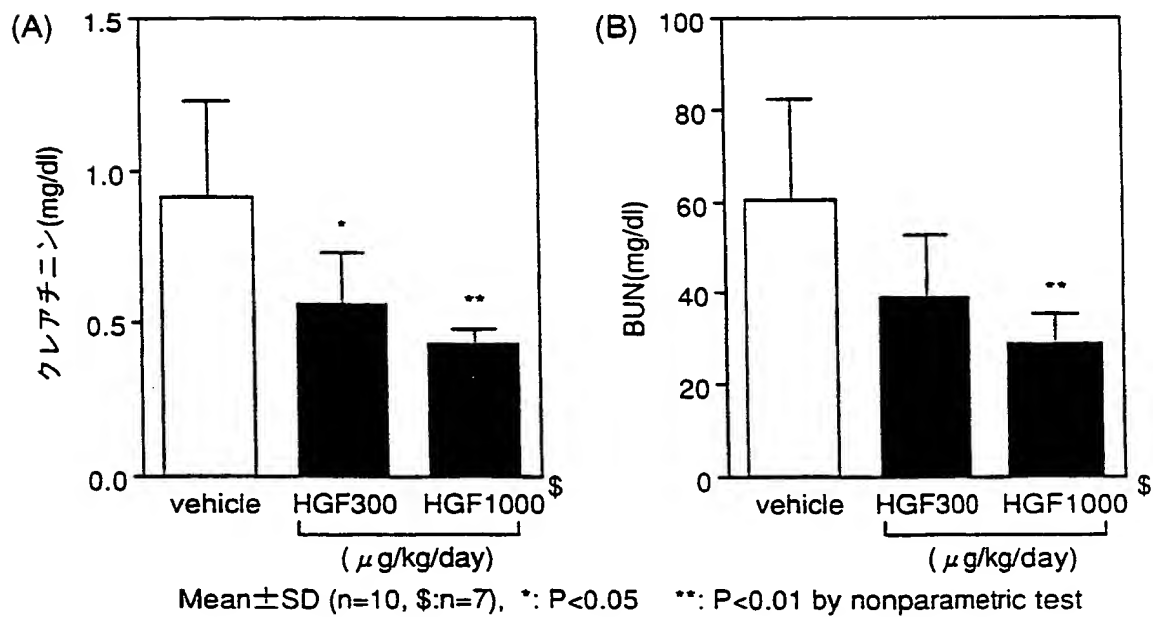 (A)
クレアチニン(mg/dl)
1.5
1.0
0.5
0.0
*
**
vehicle HGF300 HGF1000 $
(μg/kg/day)
(B)
BUN(mg/dl)
100
80
60
40
20
0
**
vehicle HGF300 HGF1000 $
(μg/kg/day)
Mean±SD (n=10, $:n=7), *: P<0.05 **: P<0.01 by nonparametric test